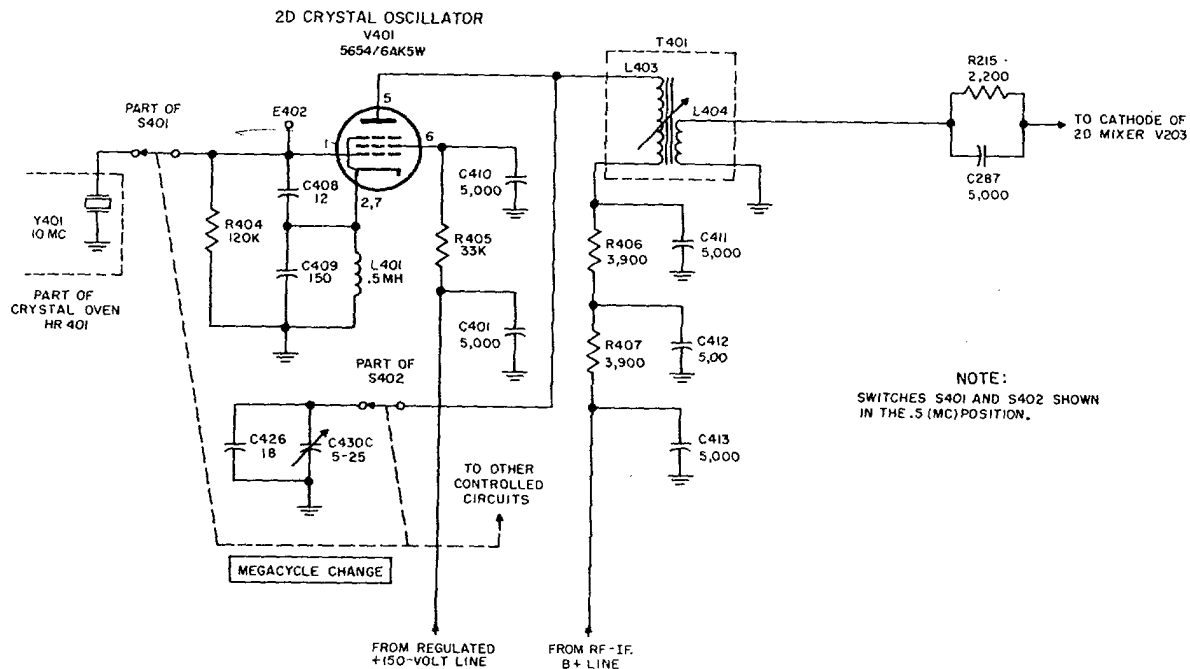 2D CRYSTAL OSCILLATOR
V401
5654/6AK5W
T401
L403
L404
R215
2,200
TO CATHODE OF
2D MIXER V203
C287
5,000
PART OF
S401
E402
5
1
6
2,7
C408
12
C410
5,000
Y401
10 MC
R404
120K
C409
150
L401
.5MH
R405
33K
C401
5,000
PART OF
CRYSTAL OVEN
HR 401
R406
3,900
C411
5,000
R407
3,900
C412
5,00
C413
5,000
PART OF
S402
C426
18
C430C
5-25
TO OTHER
CONTROLLED
CIRCUITS
MEGACYCLE CHANGE
NOTE:
SWITCHES S401 AND S402 SHOWN
IN THE .5 (MC) POSITION.
FROM REGULATED
+150-VOLT LINE
FROM RF-IF.
B+ LINE